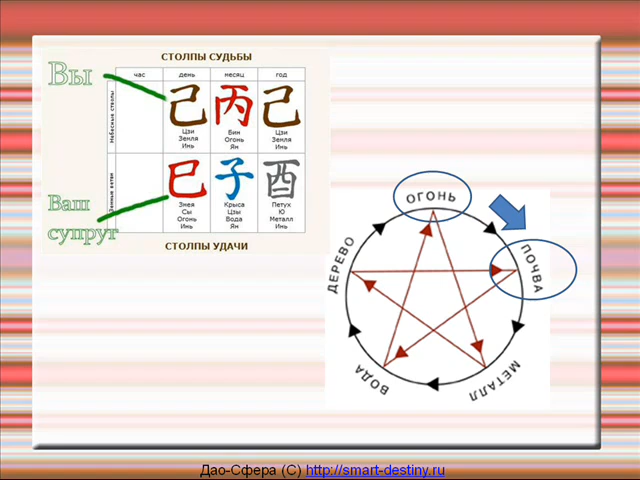 СТОЛПЫ СУДЬБЫ
час день месяц год
Вы
Небесные стволы
己 丙 己
Цзи Бин Цзи
Земля Огонь Земля
Инь Ян Инь
Земные ветви
巳 子 酉
Змея Крыса Петух
Сы Цзы Ю
Огонь Вода Металл
Инь Ян Инь
Ваш
супруг
СТОЛПЫ УДАЧИ
ОГОНЬ
ПОЧВА
МЕТАЛЛ
ВОДА
ДЕРЕВО
Дао-Сфера (С) http://smart-destiny.ru